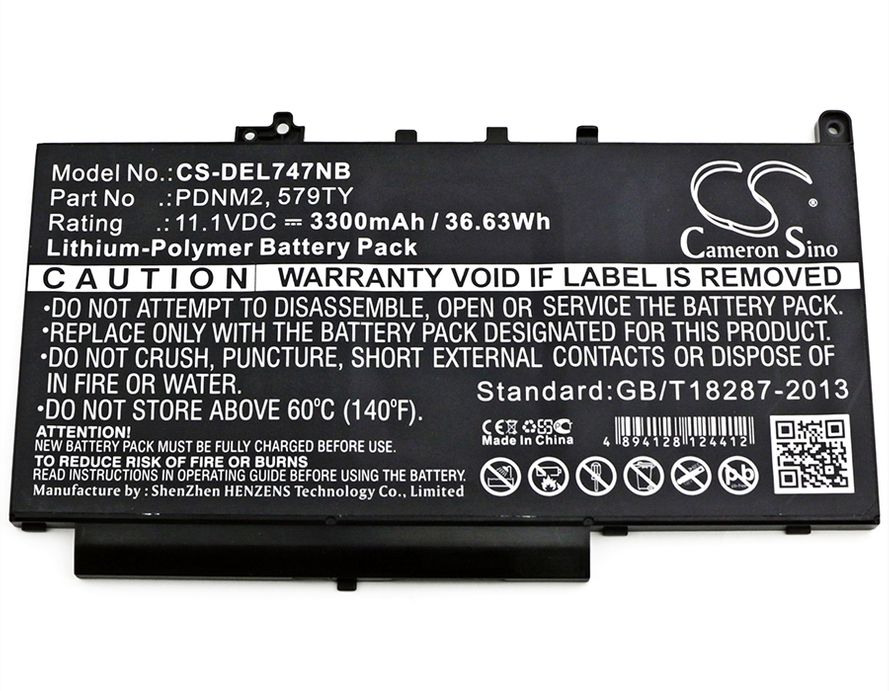 Model No.:CS-DEL747NB
Part No .:PDNM2, 579TY
Rating .:11.1VDC ⎓ 3300mAh / 36.63Wh
Lithium-Polymer Battery Pack
CS
®
Cameron Sino
CAUTION WARRANTY VOID IF LABEL IS REMOVED
•DO NOT ATTEMPT TO DISASSEMBLE, OPEN OR SERVICE THE BATTERY PACK.
•REPLACE ONLY WITH THE BATTERY PACK DESIGNATED FOR THIS PRODUCT.
•DO NOT CRUSH, PUNCTURE, SHORT EXTERNAL CONTACTS OR DISPOSE OF
IN FIRE OR WATER.
•DO NOT STORE ABOVE 60ºC (140ºF).
Standard:GB/T18287-2013
ATTENTION!
NEW BATTERY PACK MUST BE FULLY CHARGED BEFORE USE
TO REDUCE RISK OF FIRE OR BURNS
READ INSTRUCTIONS IN OPERATING GUIDE BEFORE USING THE BATTERY.
Manufacture by : ShenZhen HENZENS Technology Co., Limited
CE
Made In China
4 894128 124412
Pb